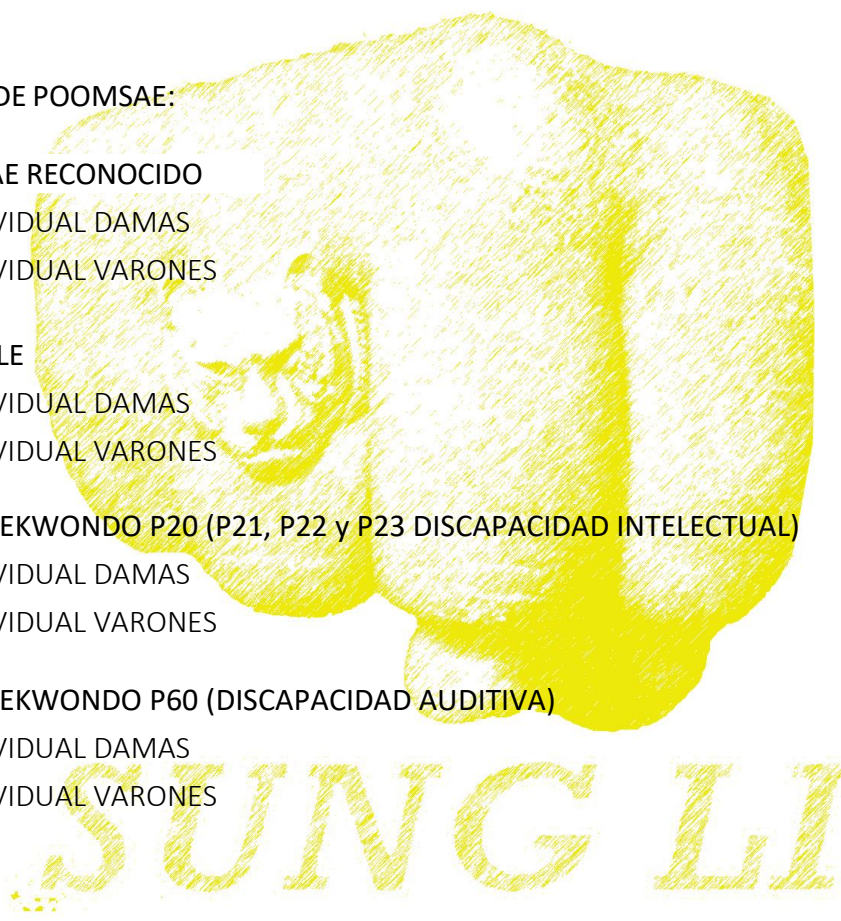 DE POOMSAE:
AE RECONOCIDO
VIDUAL DAMAS
VIDUAL VARONES
LE
VIDUAL DAMAS
VIDUAL VARONES
EKWONDO P20 (P21, P22 y P23 DISCAPACIDAD INTELECTUAL)
VIDUAL DAMAS
VIDUAL VARONES
EKWONDO P60 (DISCAPACIDAD AUDITIVA)
VIDUAL DAMAS
VIDUAL VARONES
SUNG LI